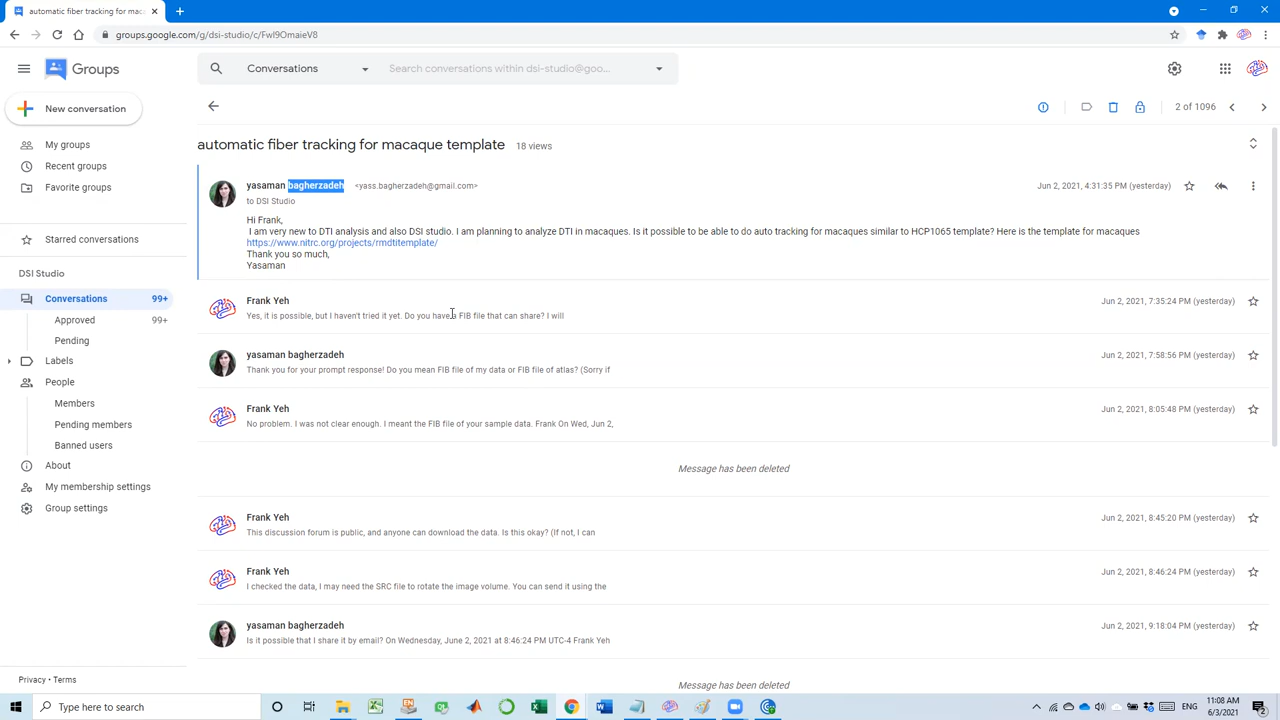 automatic fiber tracking for maca
groups.google.com/g/dsi-studio/c/FwI9OmaieV8
Groups
Conversations
Search conversations within dsi-studio@goo...
New conversation
2 of 1096
My groups
Recent groups
Favorite groups
Starred conversations
DSI Studio
Conversations 99+
Approved 99+
Pending
Labels
People
Members
Pending members
Banned users
About
My membership settings
Group settings
Privacy • Terms
automatic fiber tracking for macaque template 18 views
yasaman bagherzadeh <yass.bagherzadeh@gmail.com> Jun 2, 2021, 4:31:35 PM (yesterday)
to DSI Studio
Hi Frank,
I am very new to DTI analysis and also DSI studio. I am planning to analyze DTI in macaques. Is it possible to be able to do auto tracking for macaques similar to HCP1065 template? Here is the template for macaques
https://www.nitrc.org/projects/rmdtitemplate/
Thank you so much,
Yasaman
Frank Yeh Jun 2, 2021, 7:35:24 PM (yesterday)
Yes, it is possible, but I haven't tried it yet. Do you have a FIB file that can share? I will
yasaman bagherzadeh Jun 2, 2021, 7:58:56 PM (yesterday)
Thank you for your prompt response! Do you mean FIB file of my data or FIB file of atlas? (Sorry if
Frank Yeh Jun 2, 2021, 8:05:48 PM (yesterday)
No problem. I was not clear enough. I meant the FIB file of your sample data. Frank On Wed, Jun 2,
Message has been deleted
Frank Yeh Jun 2, 2021, 8:45:20 PM (yesterday)
This discussion forum is public, and anyone can download the data. Is this okay? (If not, I can
Frank Yeh Jun 2, 2021, 8:46:24 PM (yesterday)
I checked the data, I may need the SRC file to rotate the image volume. You can send it using the
yasaman bagherzadeh Jun 2, 2021, 9:18:04 PM (yesterday)
Is it possible that I share it by email? On Wednesday, June 2, 2021 at 8:46:24 PM UTC-4 Frank Yeh
Message has been deleted
Type here to search
ENG
11:08 AM
6/3/2021